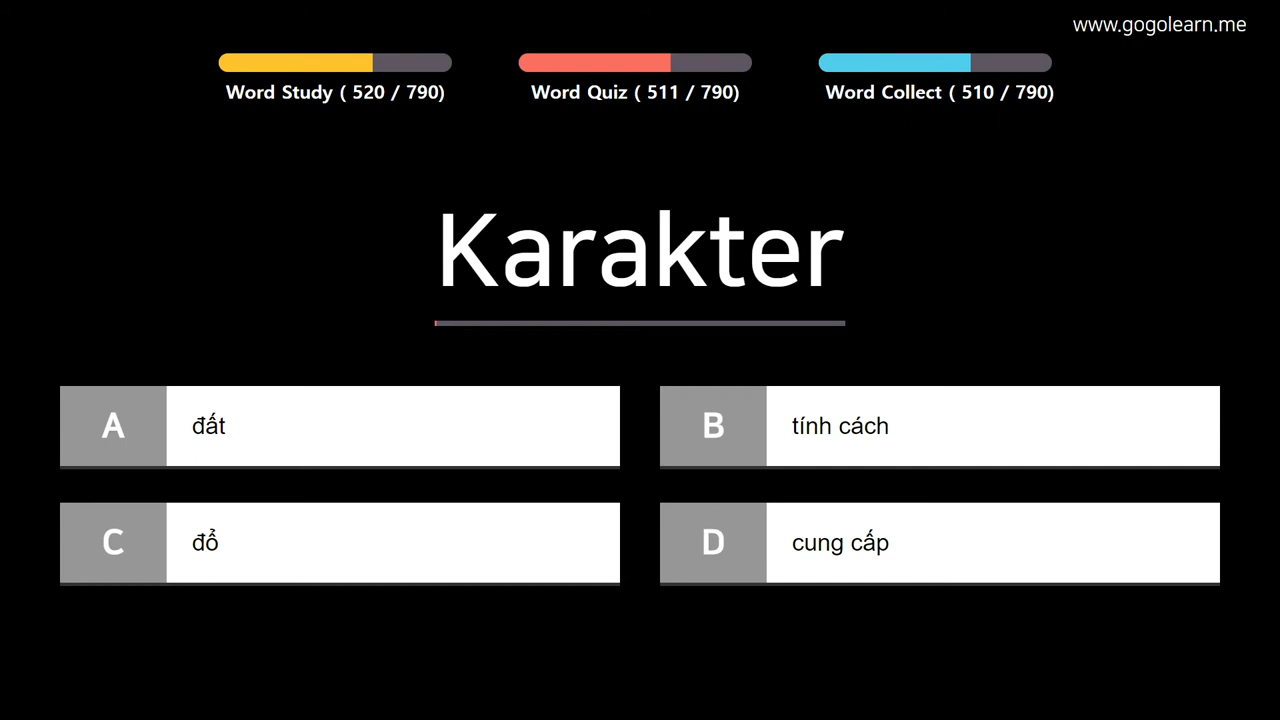 www.gogolearn.me
Word Study ( 520 / 790)
Word Quiz ( 511 / 790)
Word Collect ( 510 / 790)
Karakter
A đất
B tính cách
C đổ
D cung cấp